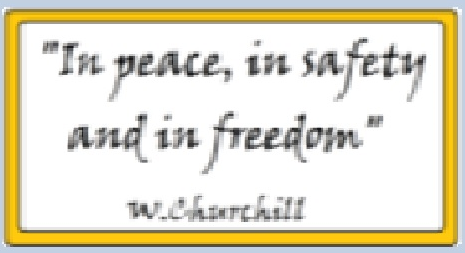 "In peace, in safety
and in freedom"
W.Churchill